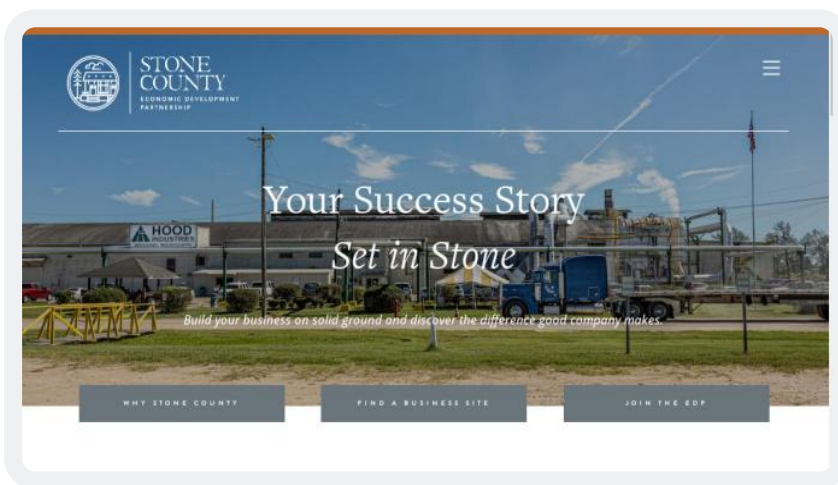 STONE
COUNTY
ECONOMIC DEVELOPMENT
PARTNERSHIP
Your Success Story
HOOD
INDUSTRIES
Set in Stone
Build your business on solid ground and discover the difference good company makes.
WHY STONE COUNTY
FIND A BUSINESS SITE
JOIN THE EDP